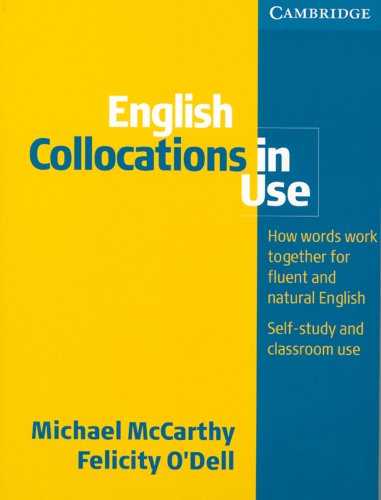 CAMBRIDGE
English
Collocations in
Use
How words work
together for
fluent and
natural English
Self-study and
classroom use
Michael McCarthy
Felicity O'Dell